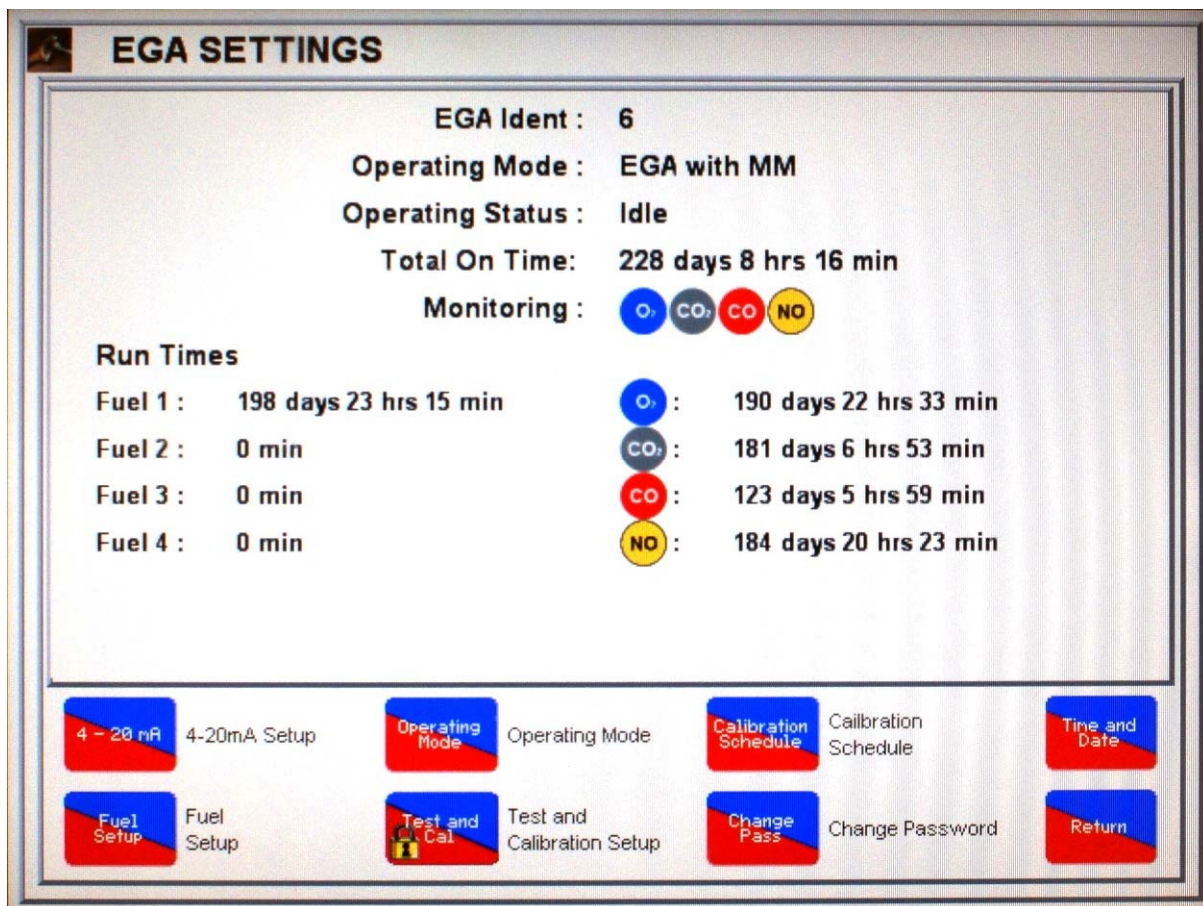 EGA SETTINGS
EGA Ident : 6
Operating Mode : EGA with MM
Operating Status : Idle
Total On Time: 228 days 8 hrs 16 min
Monitoring : O₂ CO₂ CO NO
Run Times
Fuel 1 : 198 days 23 hrs 15 min O₂ : 190 days 22 hrs 33 min
Fuel 2 : 0 min CO₂ : 181 days 6 hrs 53 min
Fuel 3 : 0 min CO : 123 days 5 hrs 59 min
Fuel 4 : 0 min NO : 184 days 20 hrs 23 min
4 - 20 mA
4-20mA Setup
Operating
Mode
Operating Mode
Calibration
Schedule
Cailbration
Schedule
Time and
Date
Fuel
Setup
Fuel
Setup
Test and
Cal
Test and
Calibration Setup
Change
Pass
Change Password
Return